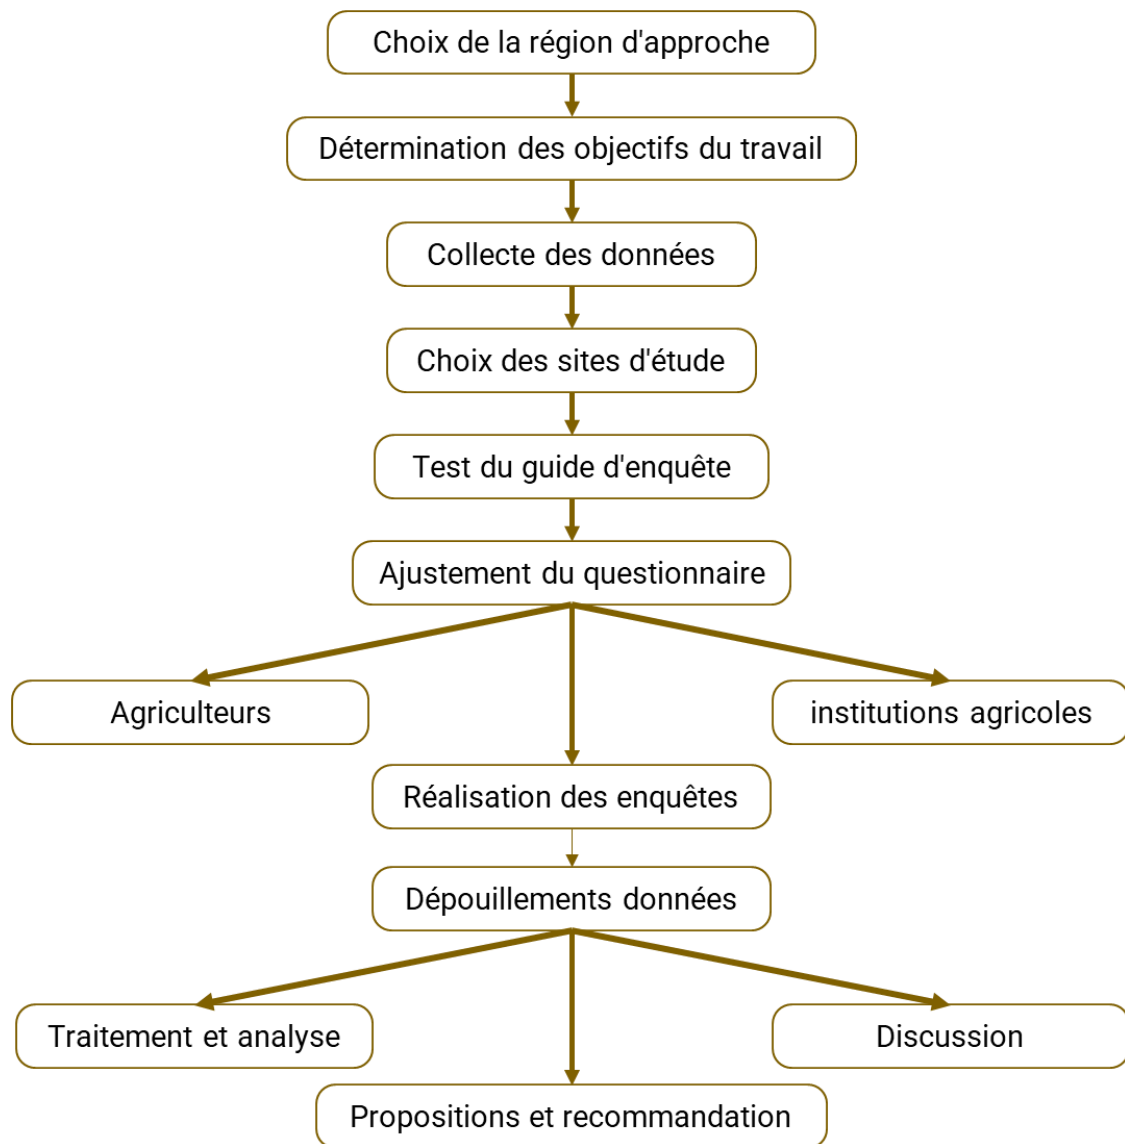 Choix de la région d'approche
Détermination des objectifs du travail
Collecte des données
Choix des sites d'étude
Test du guide d'enquête
Ajustement du questionnaire
Agriculteurs
institutions agricoles
Réalisation des enquêtes
Dépouillements données
Traitement et analyse
Discussion
Propositions et recommandation